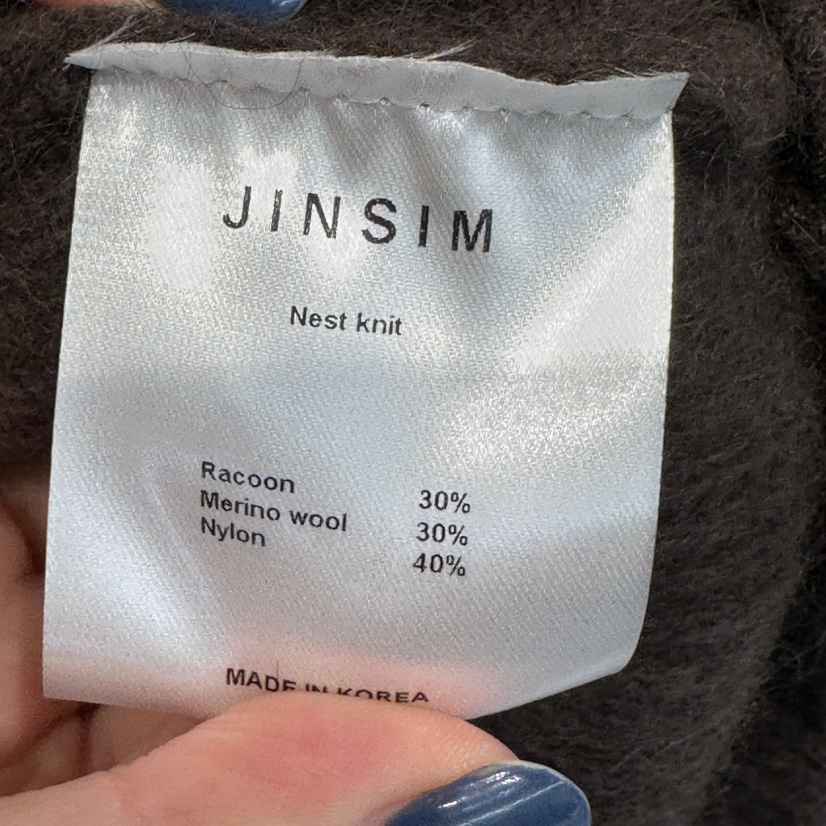 JINSIM
Nest knit
Racoon 30%
Merino wool 30%
Nylon 40%
MADE IN KOREA